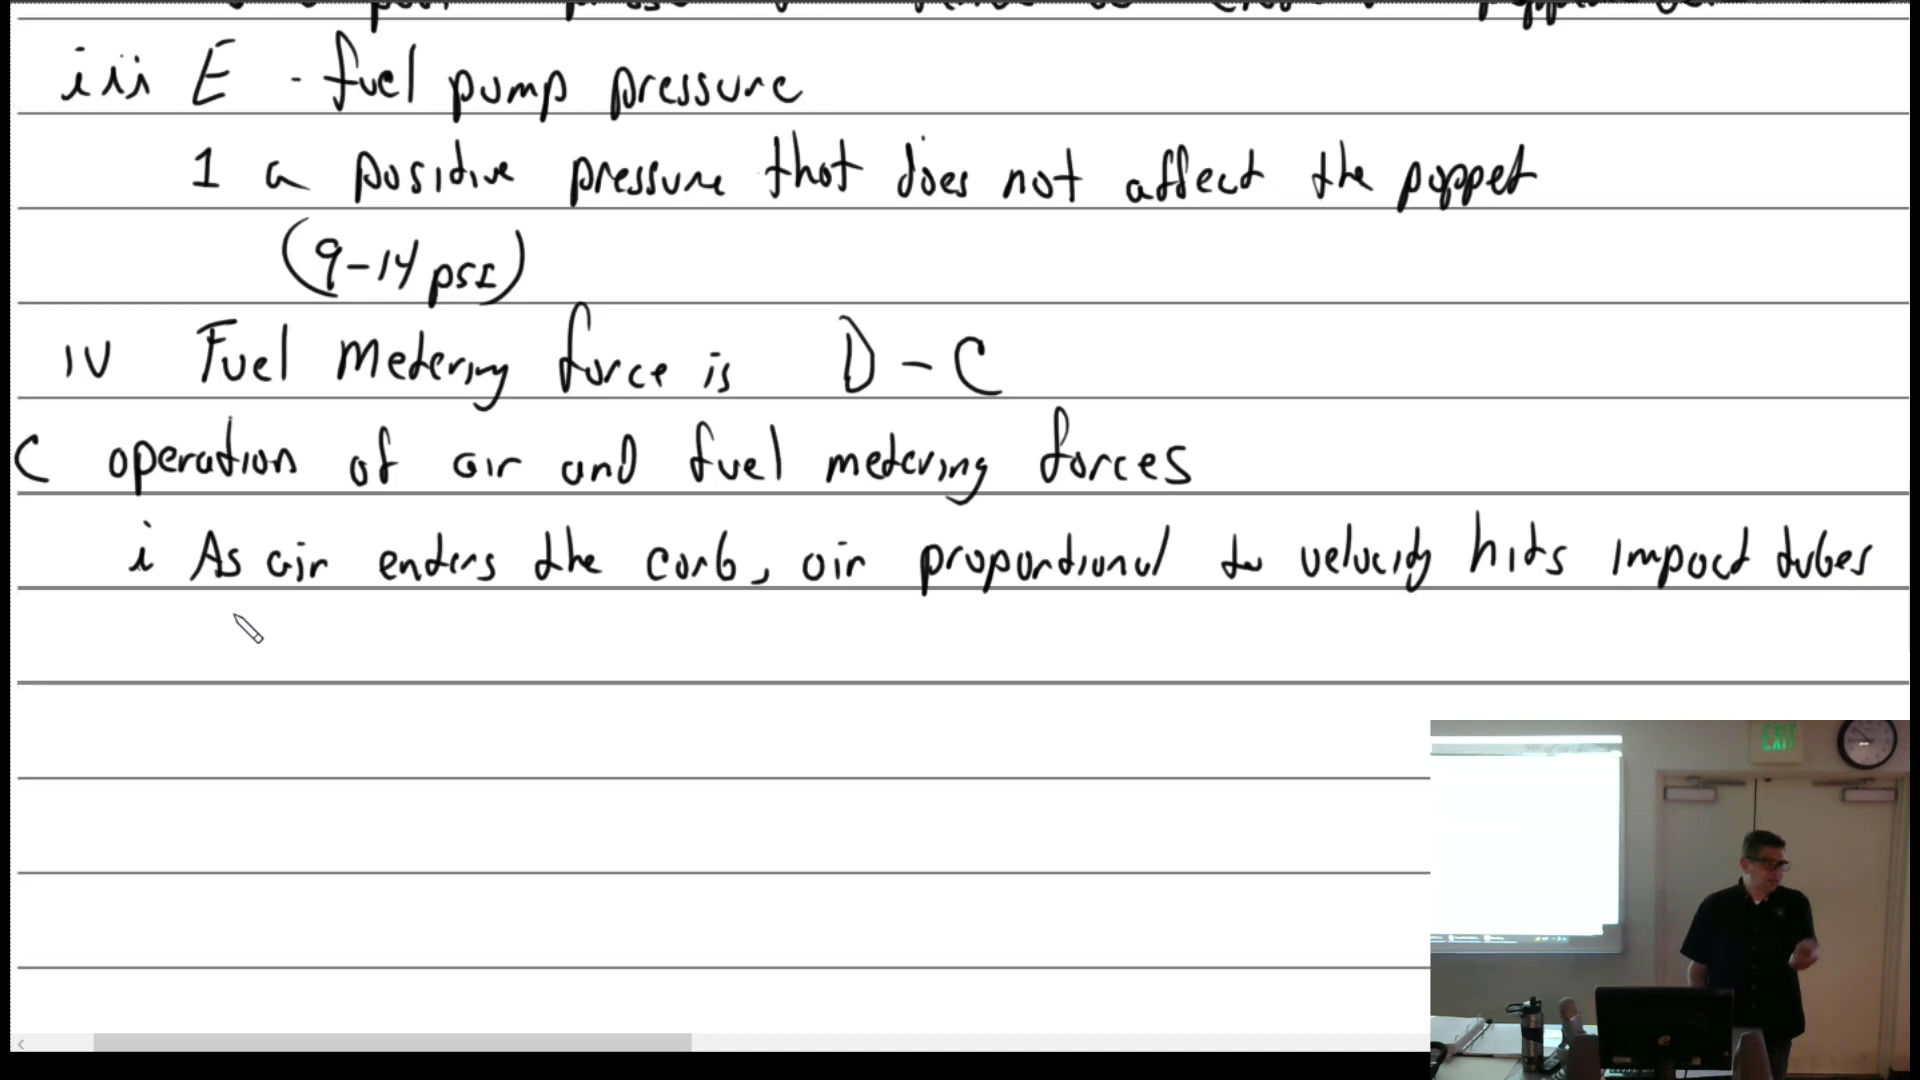 iii E - fuel pump pressure
1 a positive pressure that does not affect the poppet
(9-14 psi)
iv Fuel Metering force is D - C
C operation of air and fuel metering forces
i As air enters the carb, air proportional to velocity hits impact tubes
EXIT